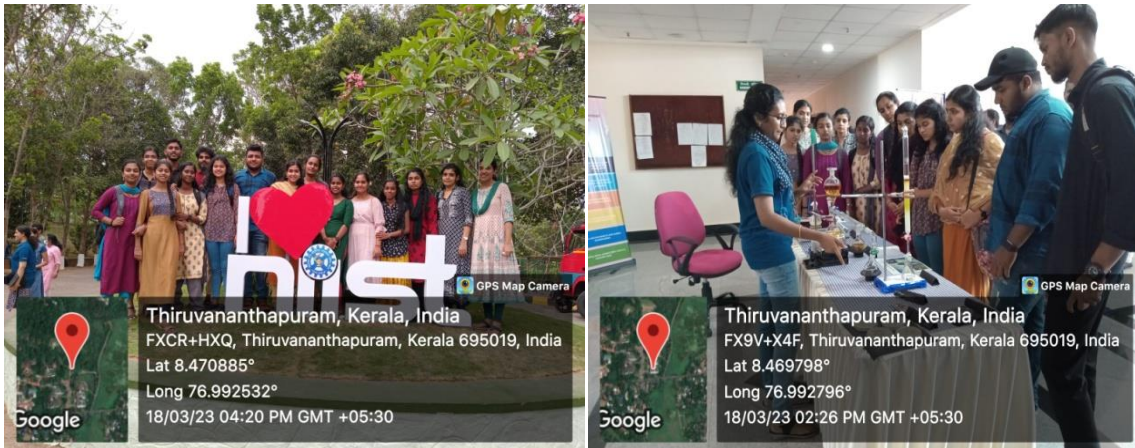 I
niist
GPS Map Camera
Thiruvananthapuram, Kerala, India
FXCR+HXQ, Thiruvananthapuram, Kerala 695019, India
Lat 8.470885°
Long 76.992532°
18/03/23 04:20 PM GMT +05:30
Google
GPS Map Camera
Thiruvananthapuram, Kerala, India
FX9V+X4F, Thiruvananthapuram, Kerala 695019, India
Lat 8.469798°
Long 76.992796°
18/03/23 02:26 PM GMT +05:30
Google